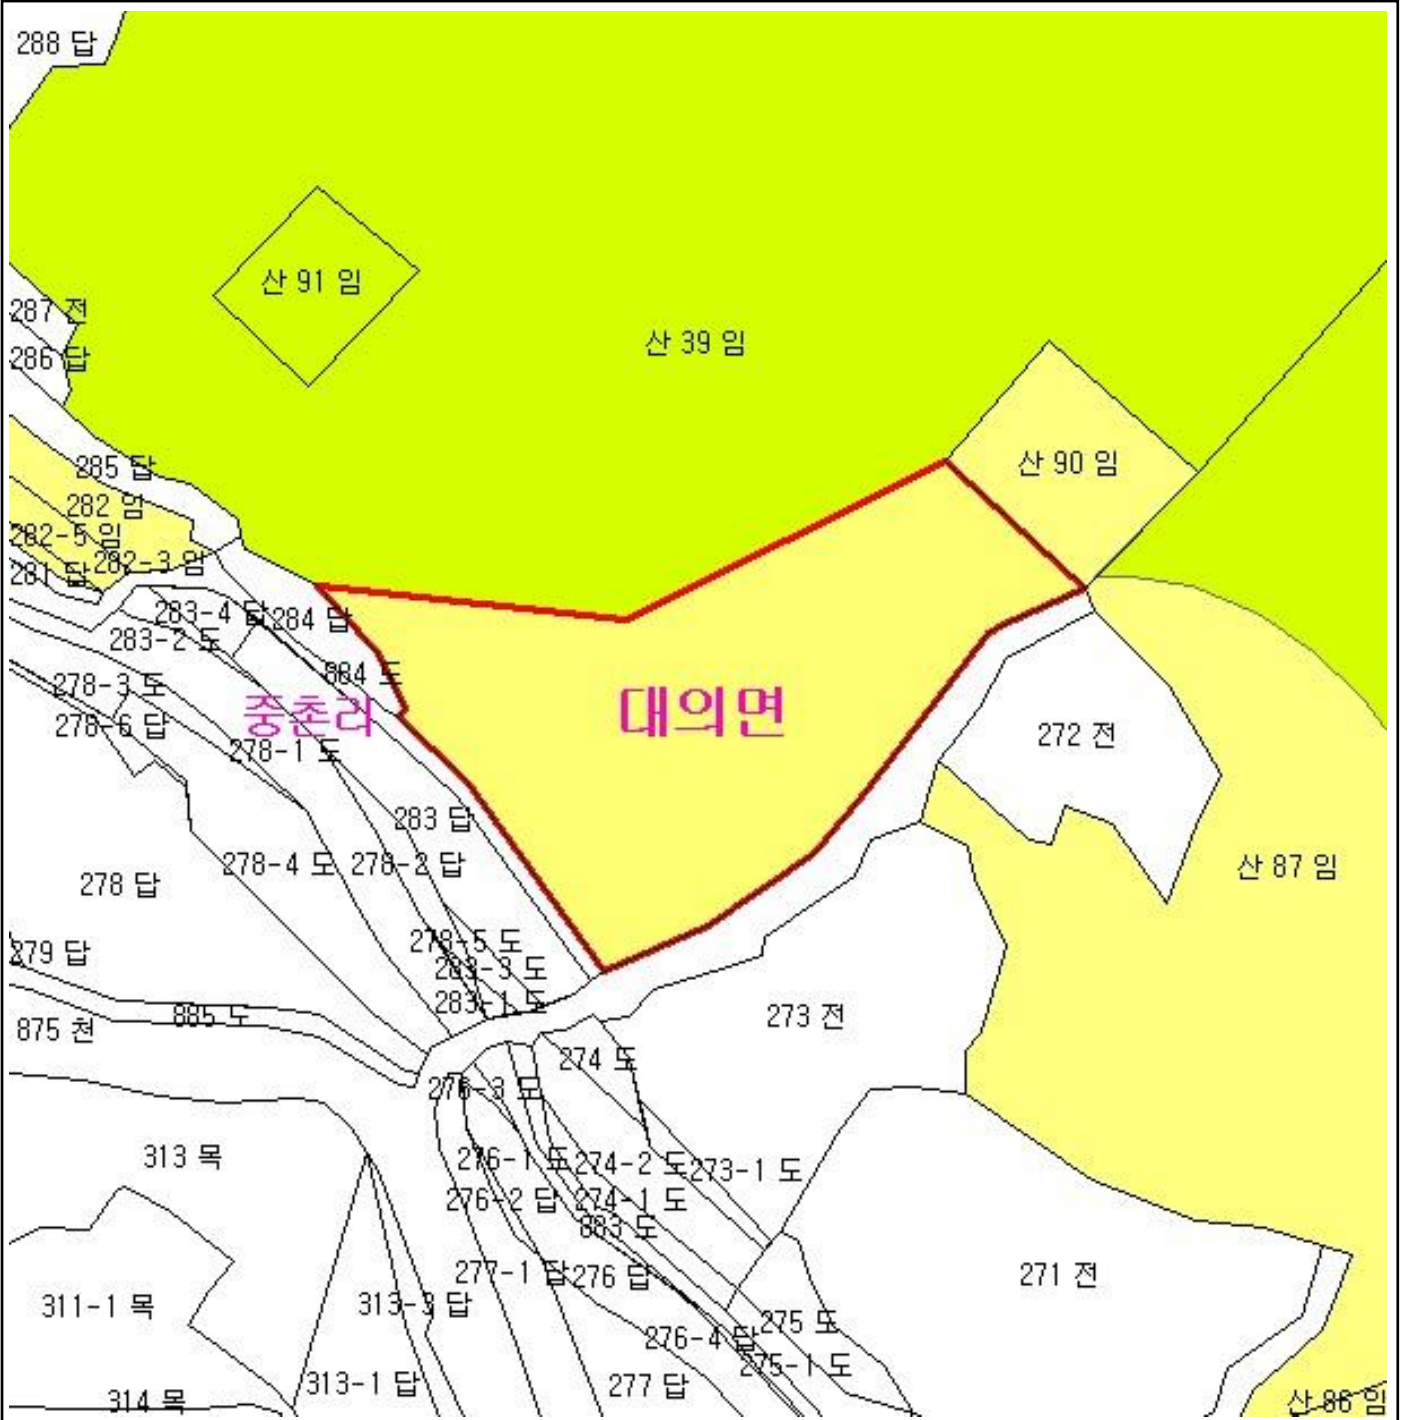 288 답
산 91 임
287 전
산 39 임
286 답
285 답
산 90 임
282 임
282-5 임
282-3 임
281 답
283-4 답
284 답
283-2 도
884 도
278-3 도
중촌리
대의면
278-6 답
278-1 도
272 전
283 답
278-4 도
278-2 답
산 87 임
278 답
279 답
278-5 도
283-3 도
283-1 도
885 도
875 천
273 전
274 도
276-3 도
313 목
276-1 도
274-2 도
273-1 도
276-2 답
274-1 도
883 도
277-1 답
276 답
271 전
311-1 목
313-3 답
275 도
276-4 답
275-1 도
313-1 답
277 답
314 목
산 86 임